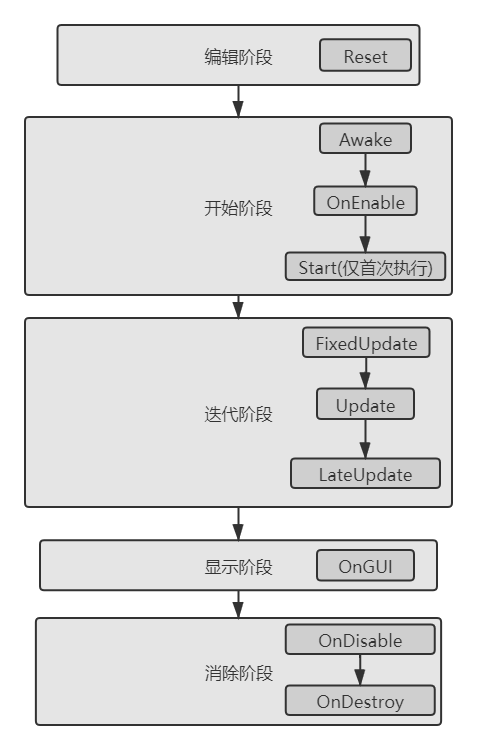 编辑阶段 Reset
Awake
OnEnable
开始阶段
Start(仅首次执行)
FixedUpdate
迭代阶段 Update
LateUpdate
显示阶段 OnGUI
OnDisable
消除阶段
OnDestroy